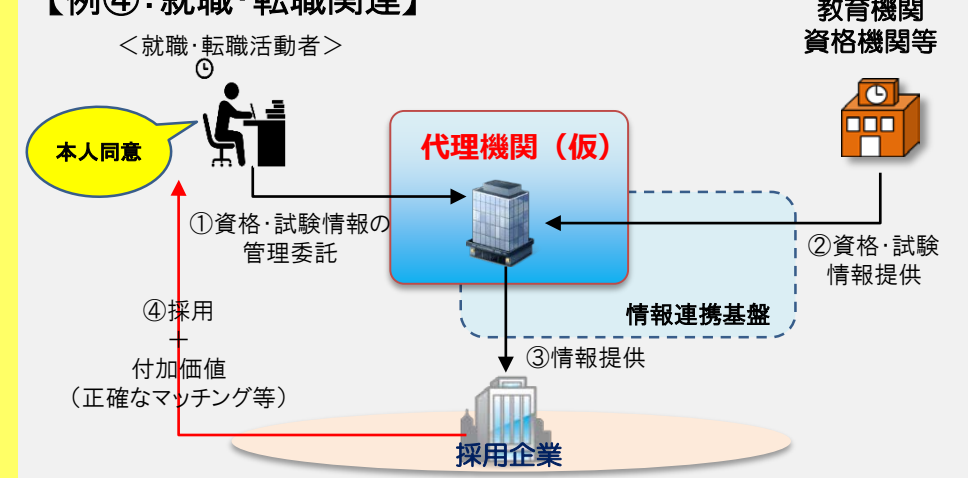 【例④：就職・転職関連】
＜就職・転職活動者＞
本人同意
代理機関（仮）
教育機関
資格機関等
①資格・試験情報の
管理委託
②資格・試験
情報提供
情報連携基盤
③情報提供
④採用
＋
付加価値
（正確なマッチング等）
採用企業